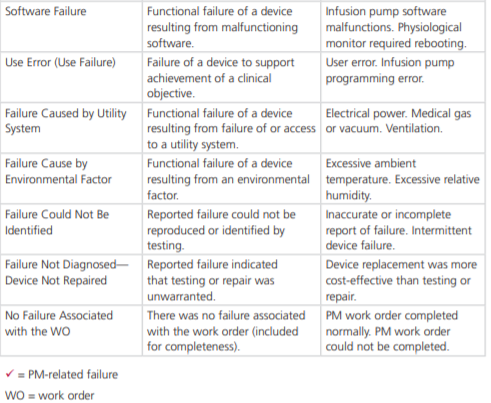 Software Failure
Functional failure of a device
resulting from malfunctioning
software.
Infusion pump software
malfunctions. Physiological
monitor required rebooting.
Use Error (Use Failure)
Failure of a device to support
achievement of a clinical
objective.
User error. Infusion pump
programming error.
Failure Caused by Utility
System
Functional failure of a device
resulting from failure of or access
to a utility system.
Electrical power. Medical gas
or vacuum. Ventilation.
Failure Cause by
Environmental Factor
Functional failure of a device
resulting from an environmental
factor.
Excessive ambient
temperature. Excessive relative
humidity.
Failure Could Not Be
Identified
Reported failure could not be
reproduced or identified by
testing.
Inaccurate or incomplete
report of failure. Intermittent
device failure.
Failure Not Diagnosed—
Device Not Repaired
Reported failure indicated
that testing or repair was
unwarranted.
Device replacement was more
cost-effective than testing or
repair.
No Failure Associated
with the WO
There was no failure associated
with the work order (included
for completeness).
PM work order completed
normally. PM work order
could not be completed.
✓ = PM-related failure
WO = work order